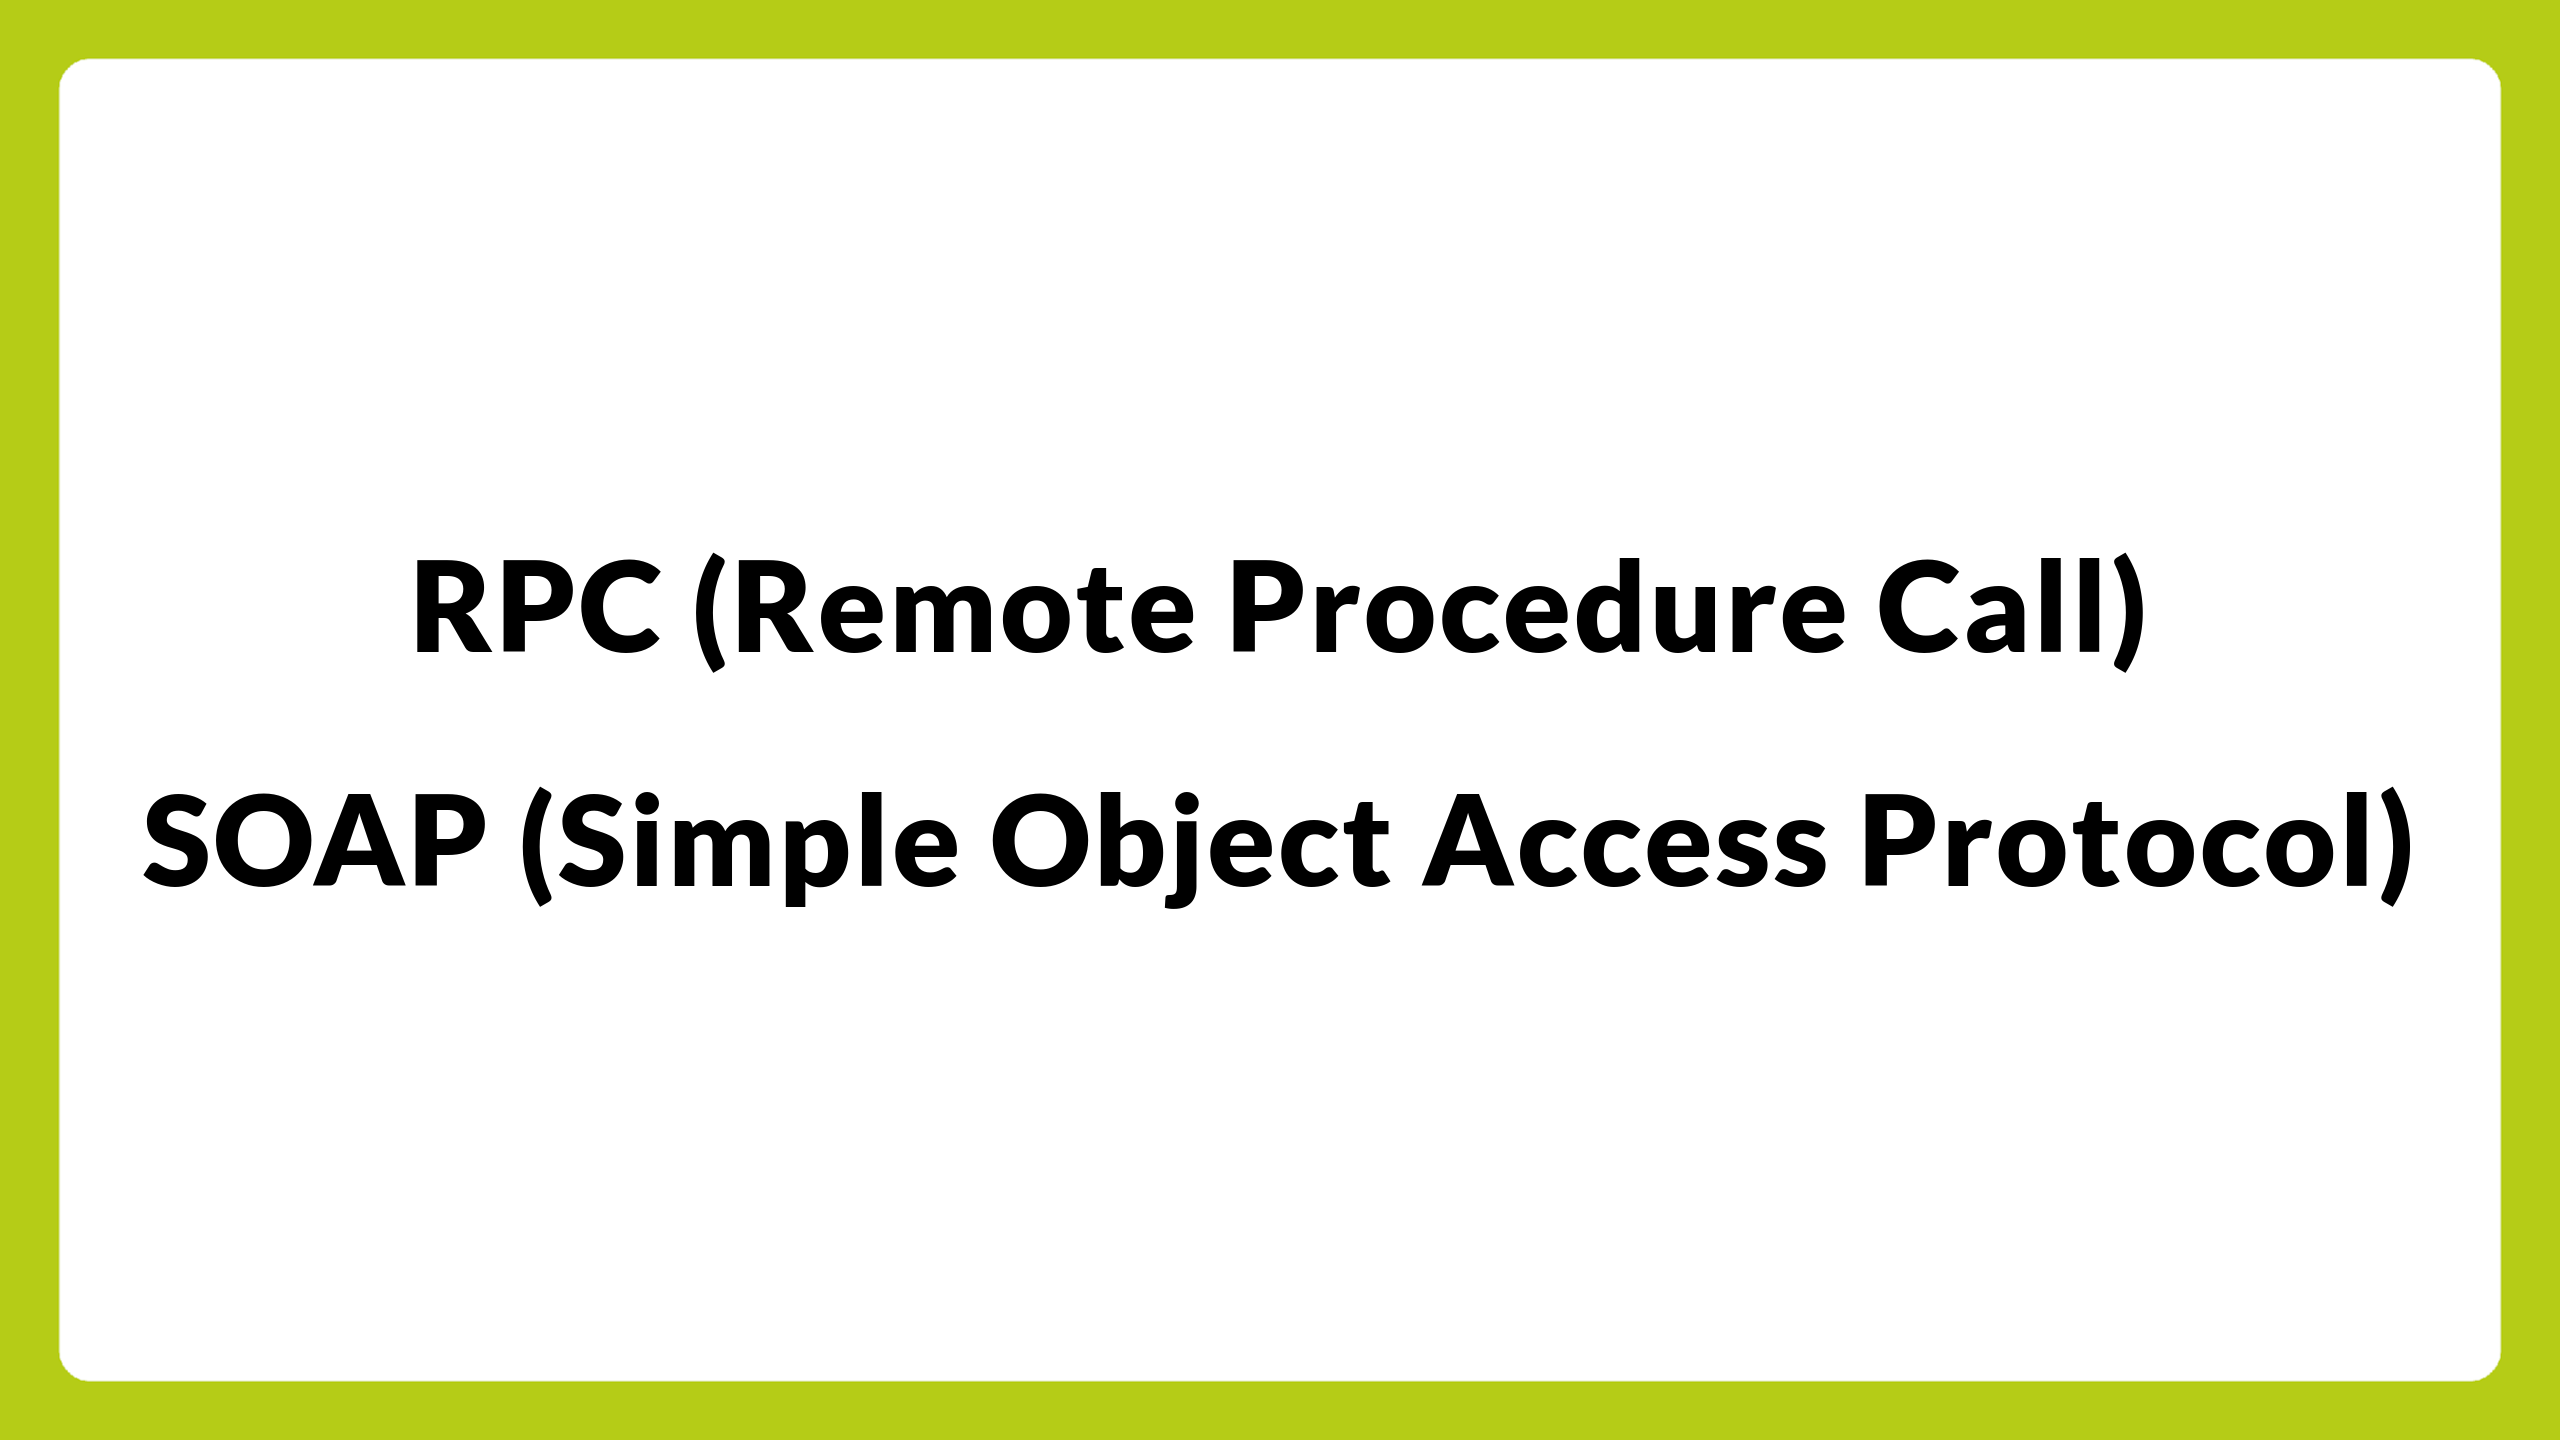 RPC (Remote Procedure Call)
SOAP (Simple Object Access Protocol)